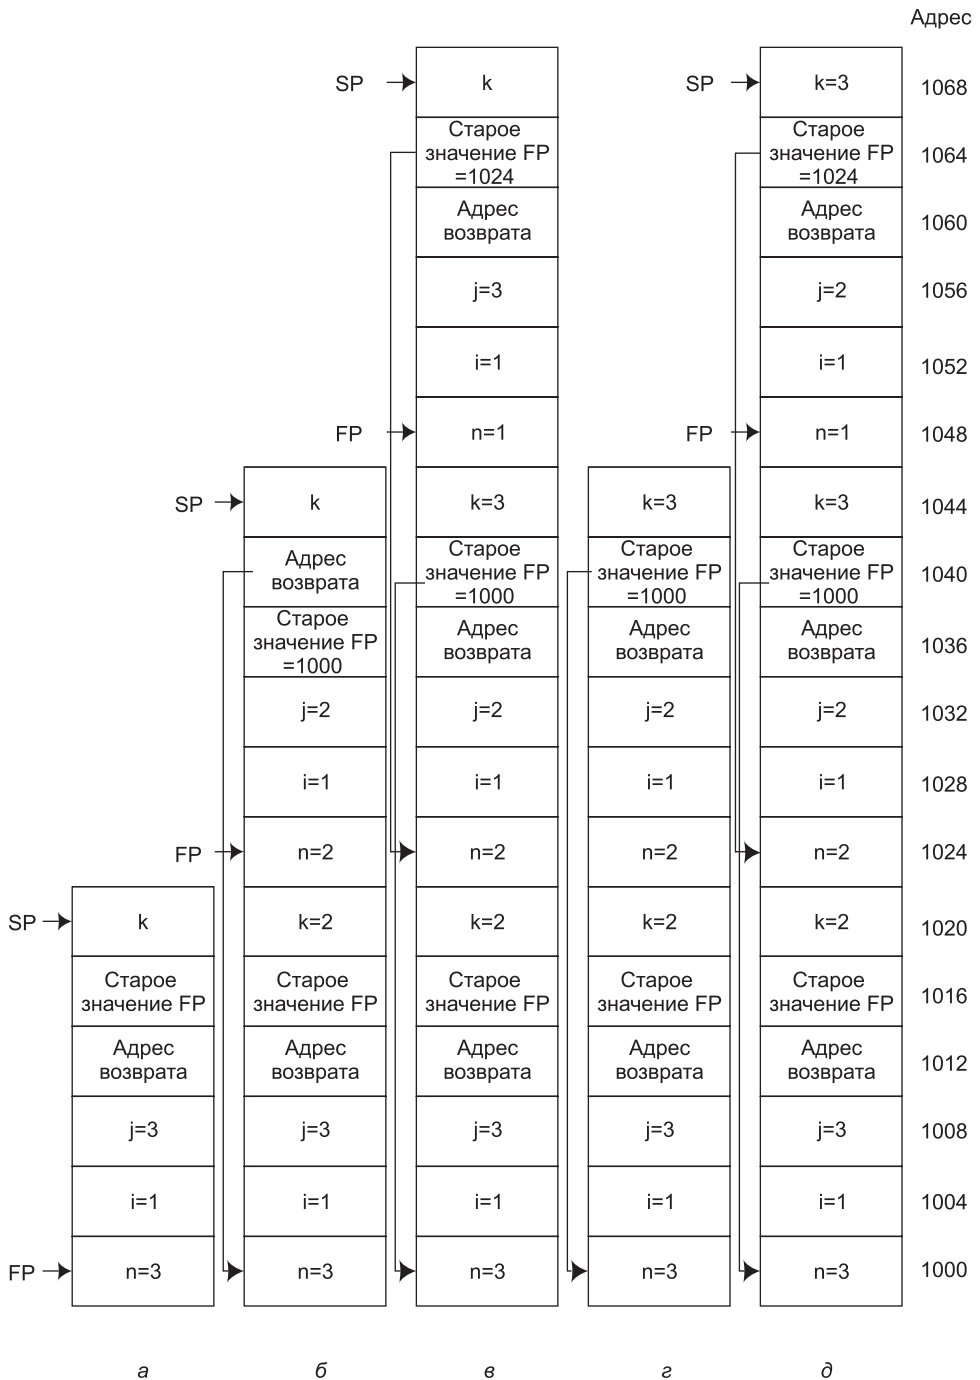 Адрес
SP
k
SP
k=3
1068
Старое
значение FP
=1024
Старое
значение FP
=1024
1064
Адрес
возврата
Адрес
возврата
1060
j=3
j=2
1056
i=1
i=1
1052
FP
n=1
FP
n=1
1048
SP
k
k=3
k=3
k=3
1044
Адрес
возврата
Старое
значение FP
=1000
Старое
значение FP
=1000
Старое
значение FP
=1000
1040
Старое
значение FP
=1000
Адрес
возврата
Адрес
возврата
Адрес
возврата
1036
j=2
j=2
j=2
j=2
1032
i=1
i=1
i=1
i=1
1028
FP
n=2
n=2
n=2
n=2
1024
SP
k
k=2
k=2
k=2
k=2
1020
Старое
значение FP
Старое
значение FP
Старое
значение FP
Старое
значение FP
Старое
значение FP
1016
Адрес
возврата
Адрес
возврата
Адрес
возврата
Адрес
возврата
Адрес
возврата
1012
j=3
j=3
j=3
j=3
j=3
1008
i=1
i=1
i=1
i=1
i=1
1004
FP
n=3
n=3
n=3
n=3
n=3
1000
а
б
в
г
д